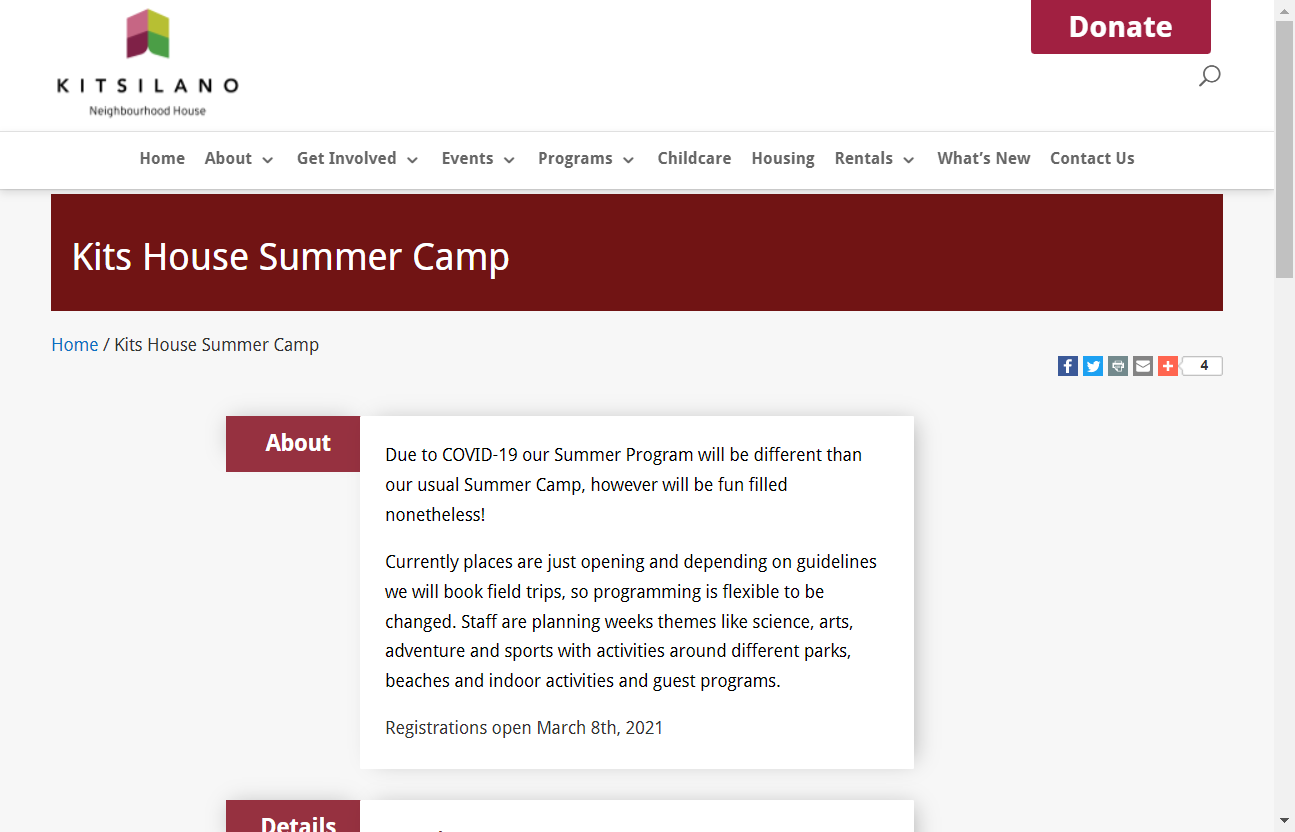 Donate
KITSILANO
Neighbourhood House
Home About Get Involved Events Programs Childcare Housing Rentals What's New Contact Us
Kits House Summer Camp
Home / Kits House Summer Camp
4
About
Due to COVID-19 our Summer Program will be different than
our usual Summer Camp, however will be fun filled
nonetheless!
Currently places are just opening and depending on guidelines
we will book field trips, so programming is flexible to be
changed. Staff are planning weeks themes like science, arts,
adventure and sports with activities around different parks,
beaches and indoor activities and guest programs.
Registrations open March 8th, 2021
Details